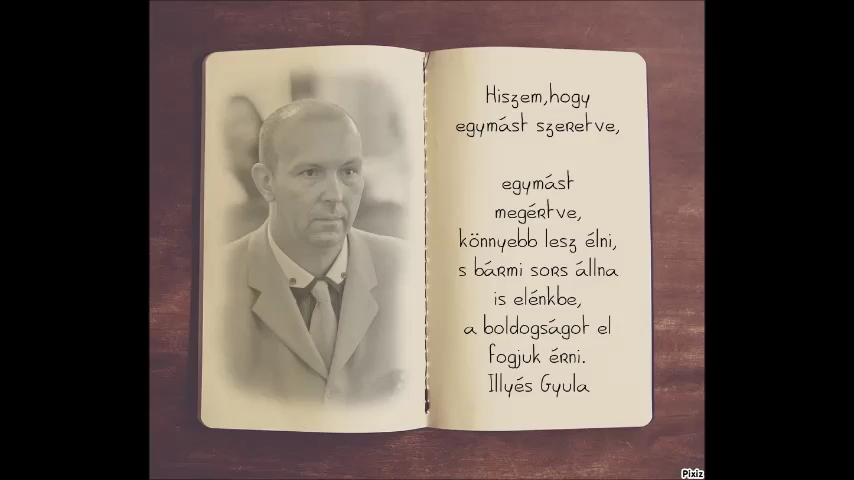 Hiszem,hogy
egymást szeretve,
egymást
megértve,
könnyebb lesz élni,
s bármi sors állna
is elénkbe,
a boldogságot el
fogjuk érni.
Illyés Gyula
Pixiz